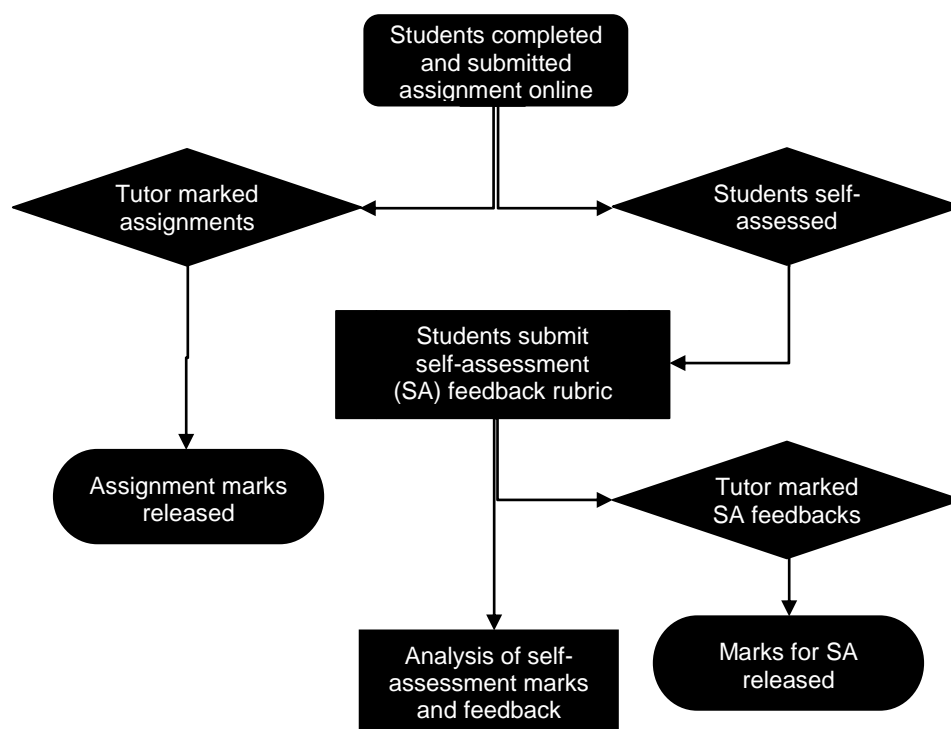 Students completed
and submitted
assignment online
Tutor marked
assignments
Students self-
assessed
Students submit
self-assessment
(SA) feedback rubric
Assignment marks
released
Tutor marked
SA feedbacks
Analysis of self-
assessment marks
and feedback
Marks for SA
released